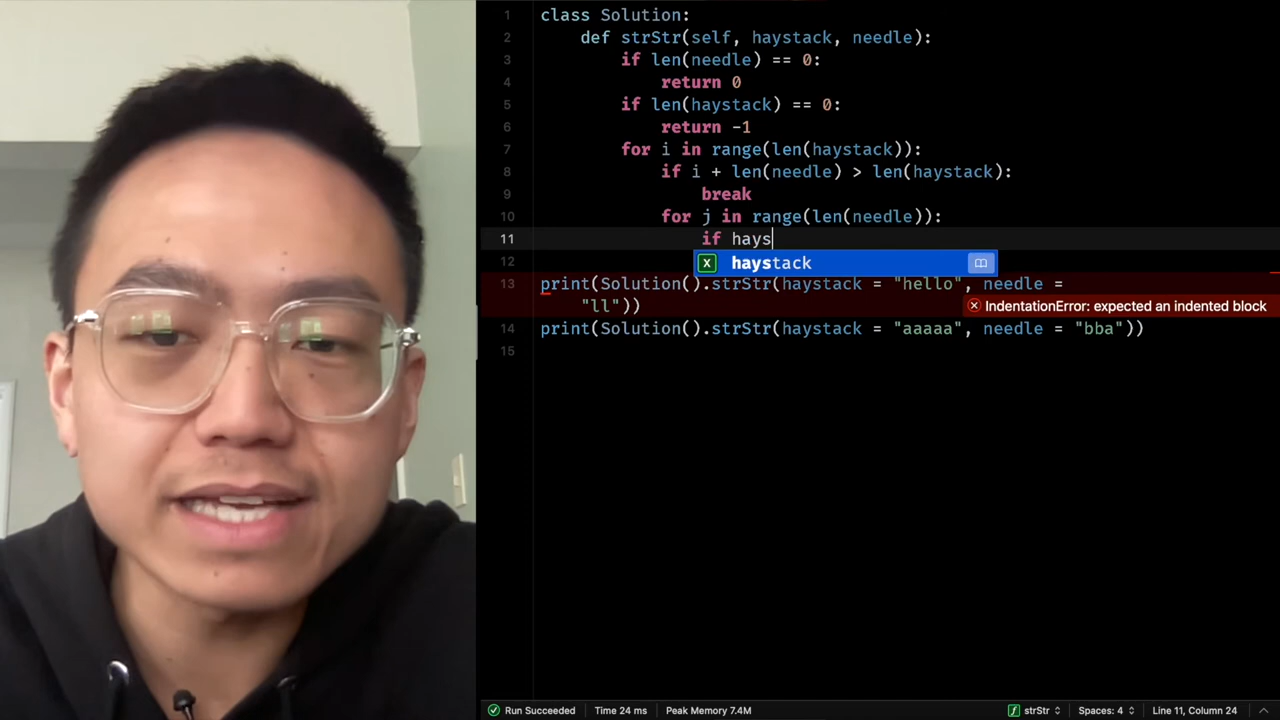 1 class Solution:
2 def strStr(self, haystack, needle):
3 if len(needle) == 0:
4 return 0
5 if len(haystack) == 0:
6 return -1
7 for i in range(len(haystack)):
8 if i + len(needle) > len(haystack):
9 break
10 for j in range(len(needle)):
11 if hays
haystack
12
13 print(Solution().strStr(haystack = "hello", needle =
"ll")) IndentationError: expected an indented block
14 print(Solution().strStr(haystack = "aaaaa", needle = "bba"))
15
Run Succeeded Time 24 ms Peak Memory 7.4M strStr Spaces: 4 Line 11, Column 24